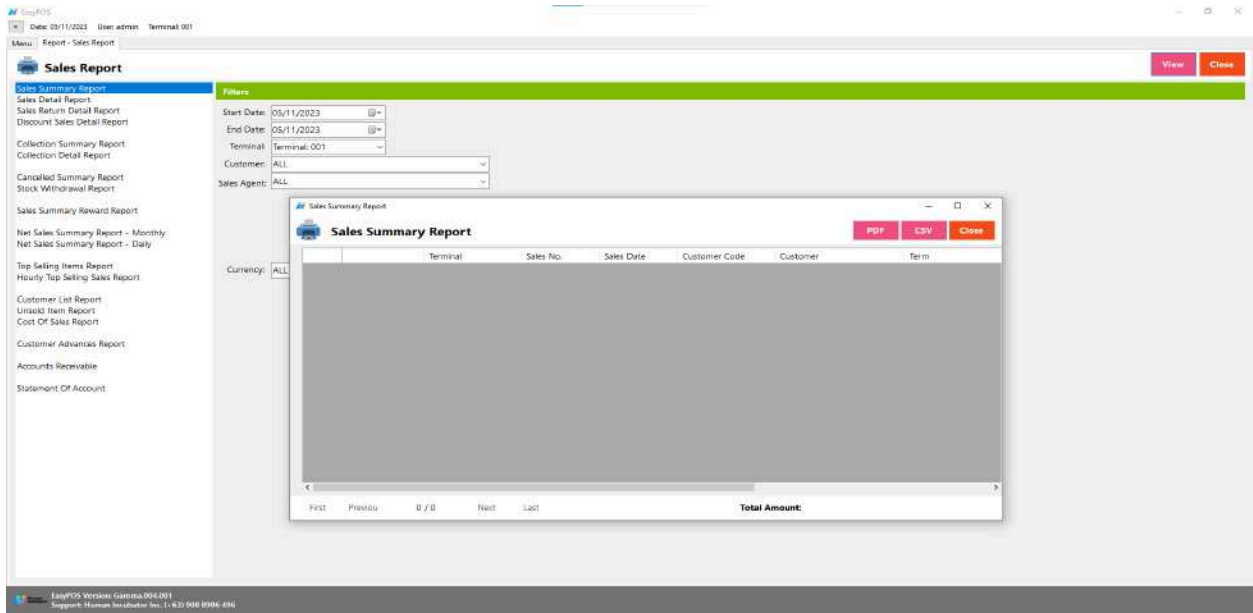 EasyPOS
Date: 05/11/2023 User: admin Terminal: 001
Menu Report - Sales Report
Sales Report
View Close
Sales Summary Report
Sales Detail Report
Sales Return Detail Report
Discount Sales Detail Report
Collection Summary Report
Collection Detail Report
Cancelled Summary Report
Stock Withdrawal Report
Sales Summary Reward Report
Net Sales Summary Report - Monthly
Net Sales Summary Report - Daily
Top Selling Items Report
Hourly Top Selling Sales Report
Customer List Report
Unsold Item Report
Cost Of Sales Report
Customer Advances Report
Accounts Receivable
Statement Of Account
Filters
Start Date: 05/11/2023
End Date: 05/11/2023
Terminal: Terminal: 001
Customer: ALL
Sales Agent: ALL
Currency: ALL
Sales Summary Report
Sales Summary Report
PDF CSV Close
Terminal Sales No. Sales Date Customer Code Customer Term
First Previou 0 / 0 Next Last Total Amount:
EasyPOS Version: Gamma.004.001
Support: Human Incubator Inc. (+63) 908 8906 496